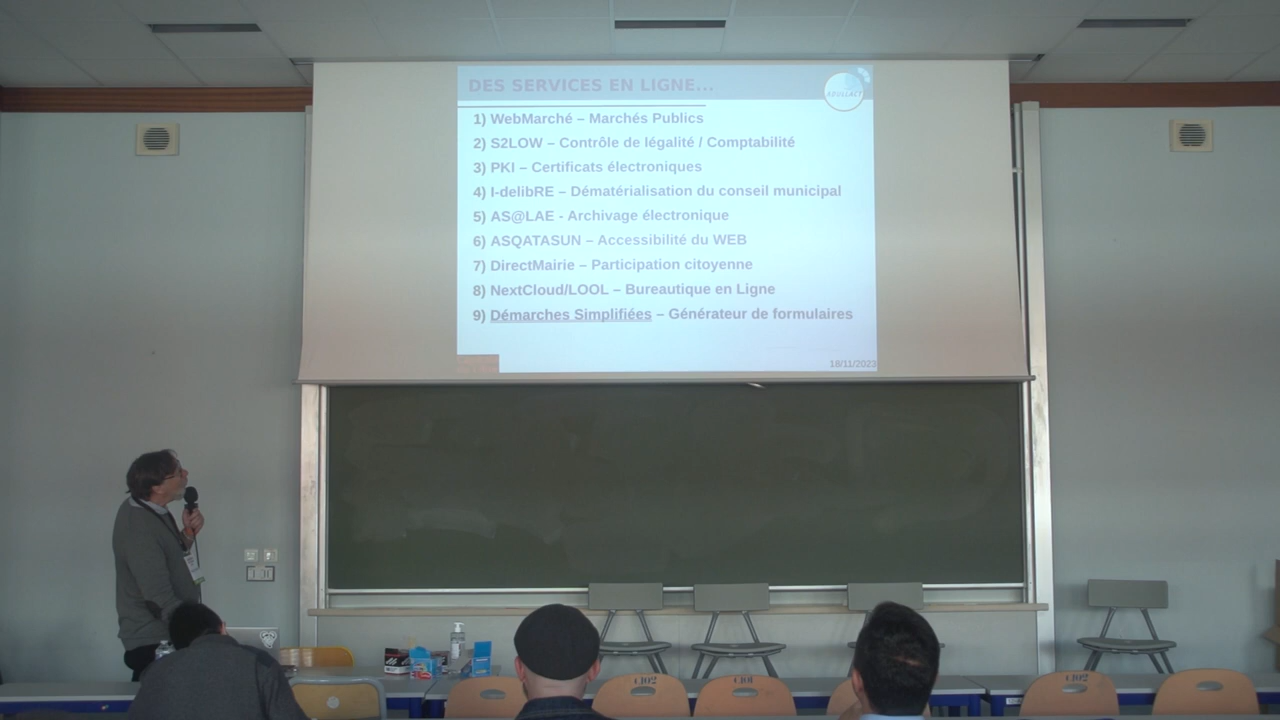 DES SERVICES EN LIGNE...
ADULLACT
1) WebMarché – Marchés Publics
2) S2LOW – Contrôle de légalité / Comptabilité
3) PKI – Certificats électroniques
4) I-delibRE – Dématérialisation du conseil municipal
5) AS@LAE - Archivage électronique
6) ASQATASUN – Accessibilité du WEB
7) DirectMairie – Participation citoyenne
8) NextCloud/LOOL – Bureautique en Ligne
9) Démarches Simplifiées – Générateur de formulaires
18/11/2023